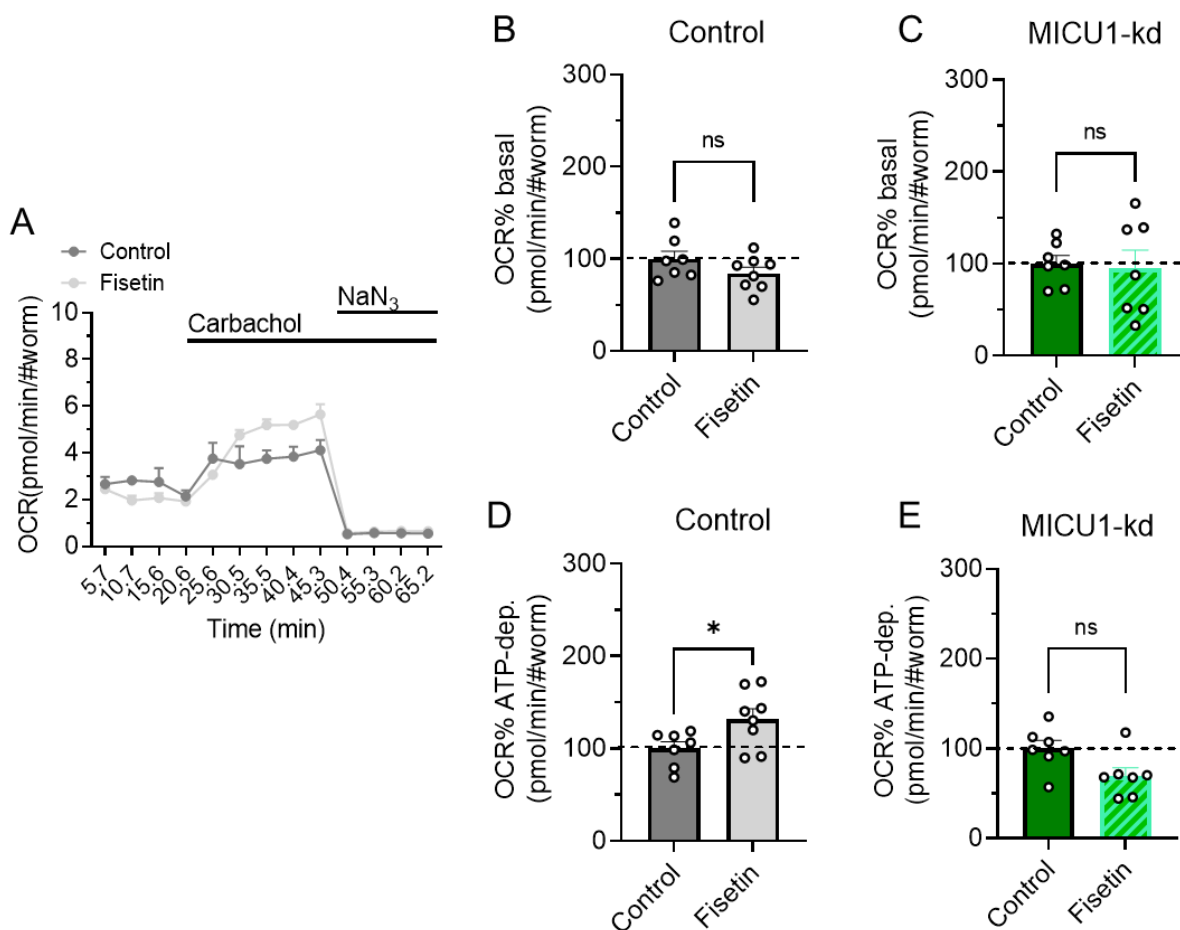 A
Control
Fisetin
NaN3
Carbachol
OCR(pmol/min/#worm)
10
8
6
4
2
0
5.7
10.7
15.6
20.6
25.6
30.5
35.5
40.4
45.3
50.4
55.3
60.2
65.2
Time (min)
B
Control
OCR% basal
(pmol/min/#worm)
300
200
100
0
ns
Control
Fisetin
C
MICU1-kd
OCR% basal
(pmol/min/#worm)
300
200
100
0
ns
Control
Fisetin
D
Control
OCR% ATP-dep.
(pmol/min/#worm)
300
200
100
0
*
Control
Fisetin
E
MICU1-kd
OCR% ATP-dep.
(pmol/min/#worm)
300
200
100
0
ns
Control
Fisetin